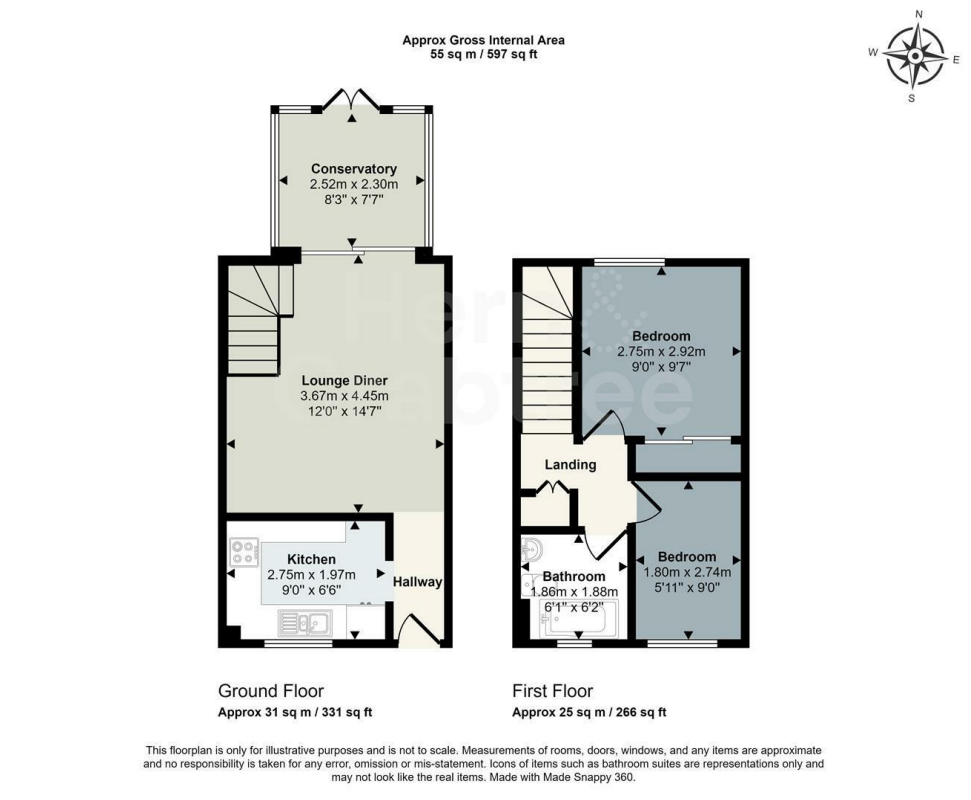 Approx Gross Internal Area
55 sq m / 597 sq ft
N
W
E
S
Conservatory
2.52m x 2.30m
8'3" x 7'7"
Lounge Diner
3.67m x 4.45m
12'0" x 14'7"
Kitchen
2.75m x 1.97m
9'0" x 6'6"
Hallway
Bedroom
2.75m x 2.92m
9'0" x 9'7"
Landing
Bedroom
1.80m x 2.74m
5'11" x 9'0"
Bathroom
1.86m x 1.88m
6'1" x 6'2"
Hern &
Crabtree
Ground Floor
Approx 31 sq m / 331 sq ft
First Floor
Approx 25 sq m / 266 sq ft
This floorplan is only for illustrative purposes and is not to scale. Measurements of rooms, doors, windows, and any items are approximate
and no responsibility is taken for any error, omission or mis-statement. Icons of items such as bathroom suites are representations only and
may not look like the real items. Made with Made Snappy 360.